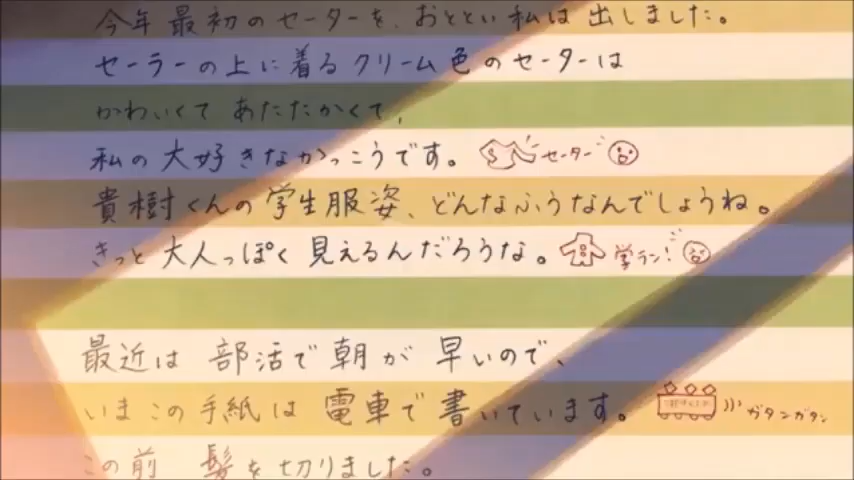 今年最初のセーターを、おととい私は出しました。
セーラーの上に着るクリーム色のセーターは
かわいくて あたたかくて、
私の大好きなかっこうです。 セーター
貴樹くんの学生服姿、どんなふうなんでしょうね。
きっと大人っぽく見えるんだろうな。 学ラン!
最近は 部活で朝が早いので、
いまこの手紙は電車で書いています。 ガタンガタン
この前 髪を切りました。